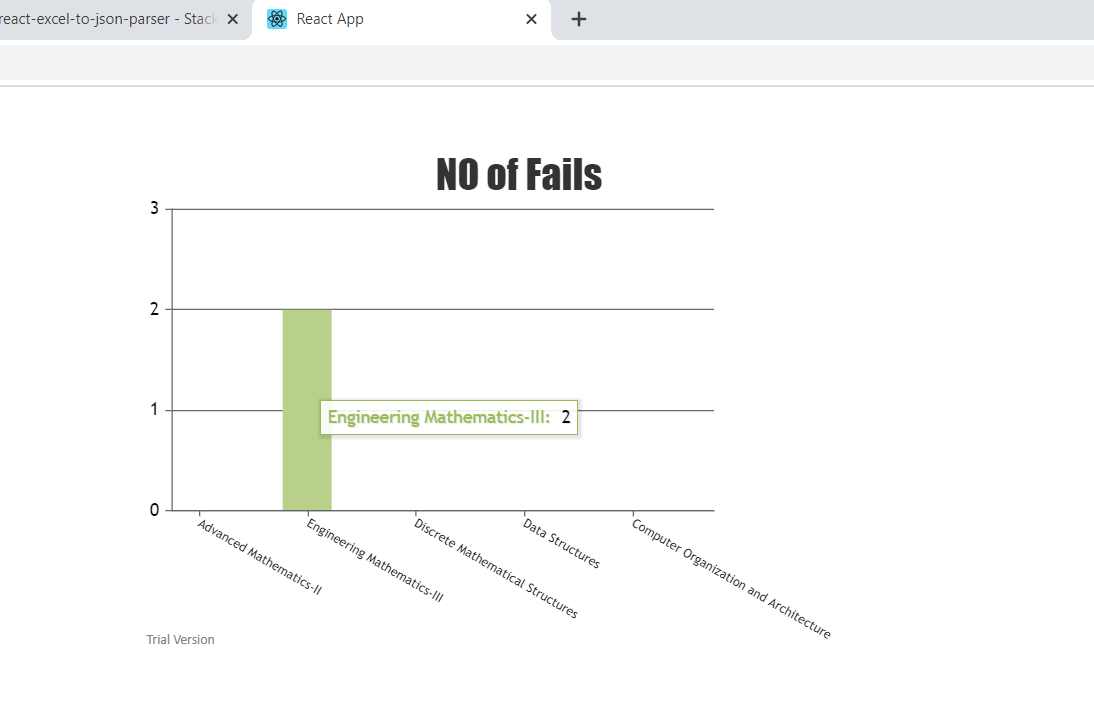 react-excel-to-json-parser - Stack
React App
NO of Fails
3
2
1
0
Engineering Mathematics-III: 2
Advanced Mathematics-II
Engineering Mathematics-III
Discrete Mathematical Structures
Data Structures
Computer Organization and Architecture
Trial Version